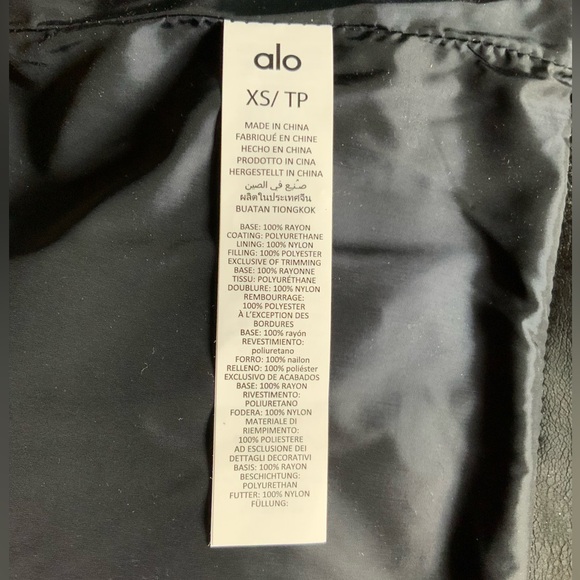 alo
XS/ TP
MADE IN CHINA
FABRIQUÉ EN CHINE
HECHO EN CHINA
PRODOTTO IN CINA
HERGESTELLT IN CHINA
صُنِع في الصين
ผลิตในประเทศจีน
BUATAN TIONGKOK
BASE: 100% RAYON
COATING: POLYURETHANE
LINING: 100% NYLON
FILLING: 100% POLYESTER
EXCLUSIVE OF TRIMMING
BASE: 100% RAYONNE
TISSU: POLYURÉTHANE
DOUBLURE: 100% NYLON
REMBOURRAGE:
100% POLYESTER
À L'EXCEPTION DES
BORDURES
BASE: 100% rayón
REVESTIMIENTO:
poliuretano
FORRO: 100% nailon
RELLENO: 100% poliéster
EXCLUSIVO DE ACABADOS
BASE: 100% RAYON
RIVESTIMENTO:
POLIURETANO
FODERA: 100% NYLON
MATERIALE DI
RIEMPIMENTO:
100% POLIESTERE
AD ESCLUSIONE DEI
DETTAGLI DECORATIVI
BASIS: 100% RAYON
BESCHICHTUNG:
POLYURETHAN
FUTTER: 100% NYLON
FÜLLUNG: